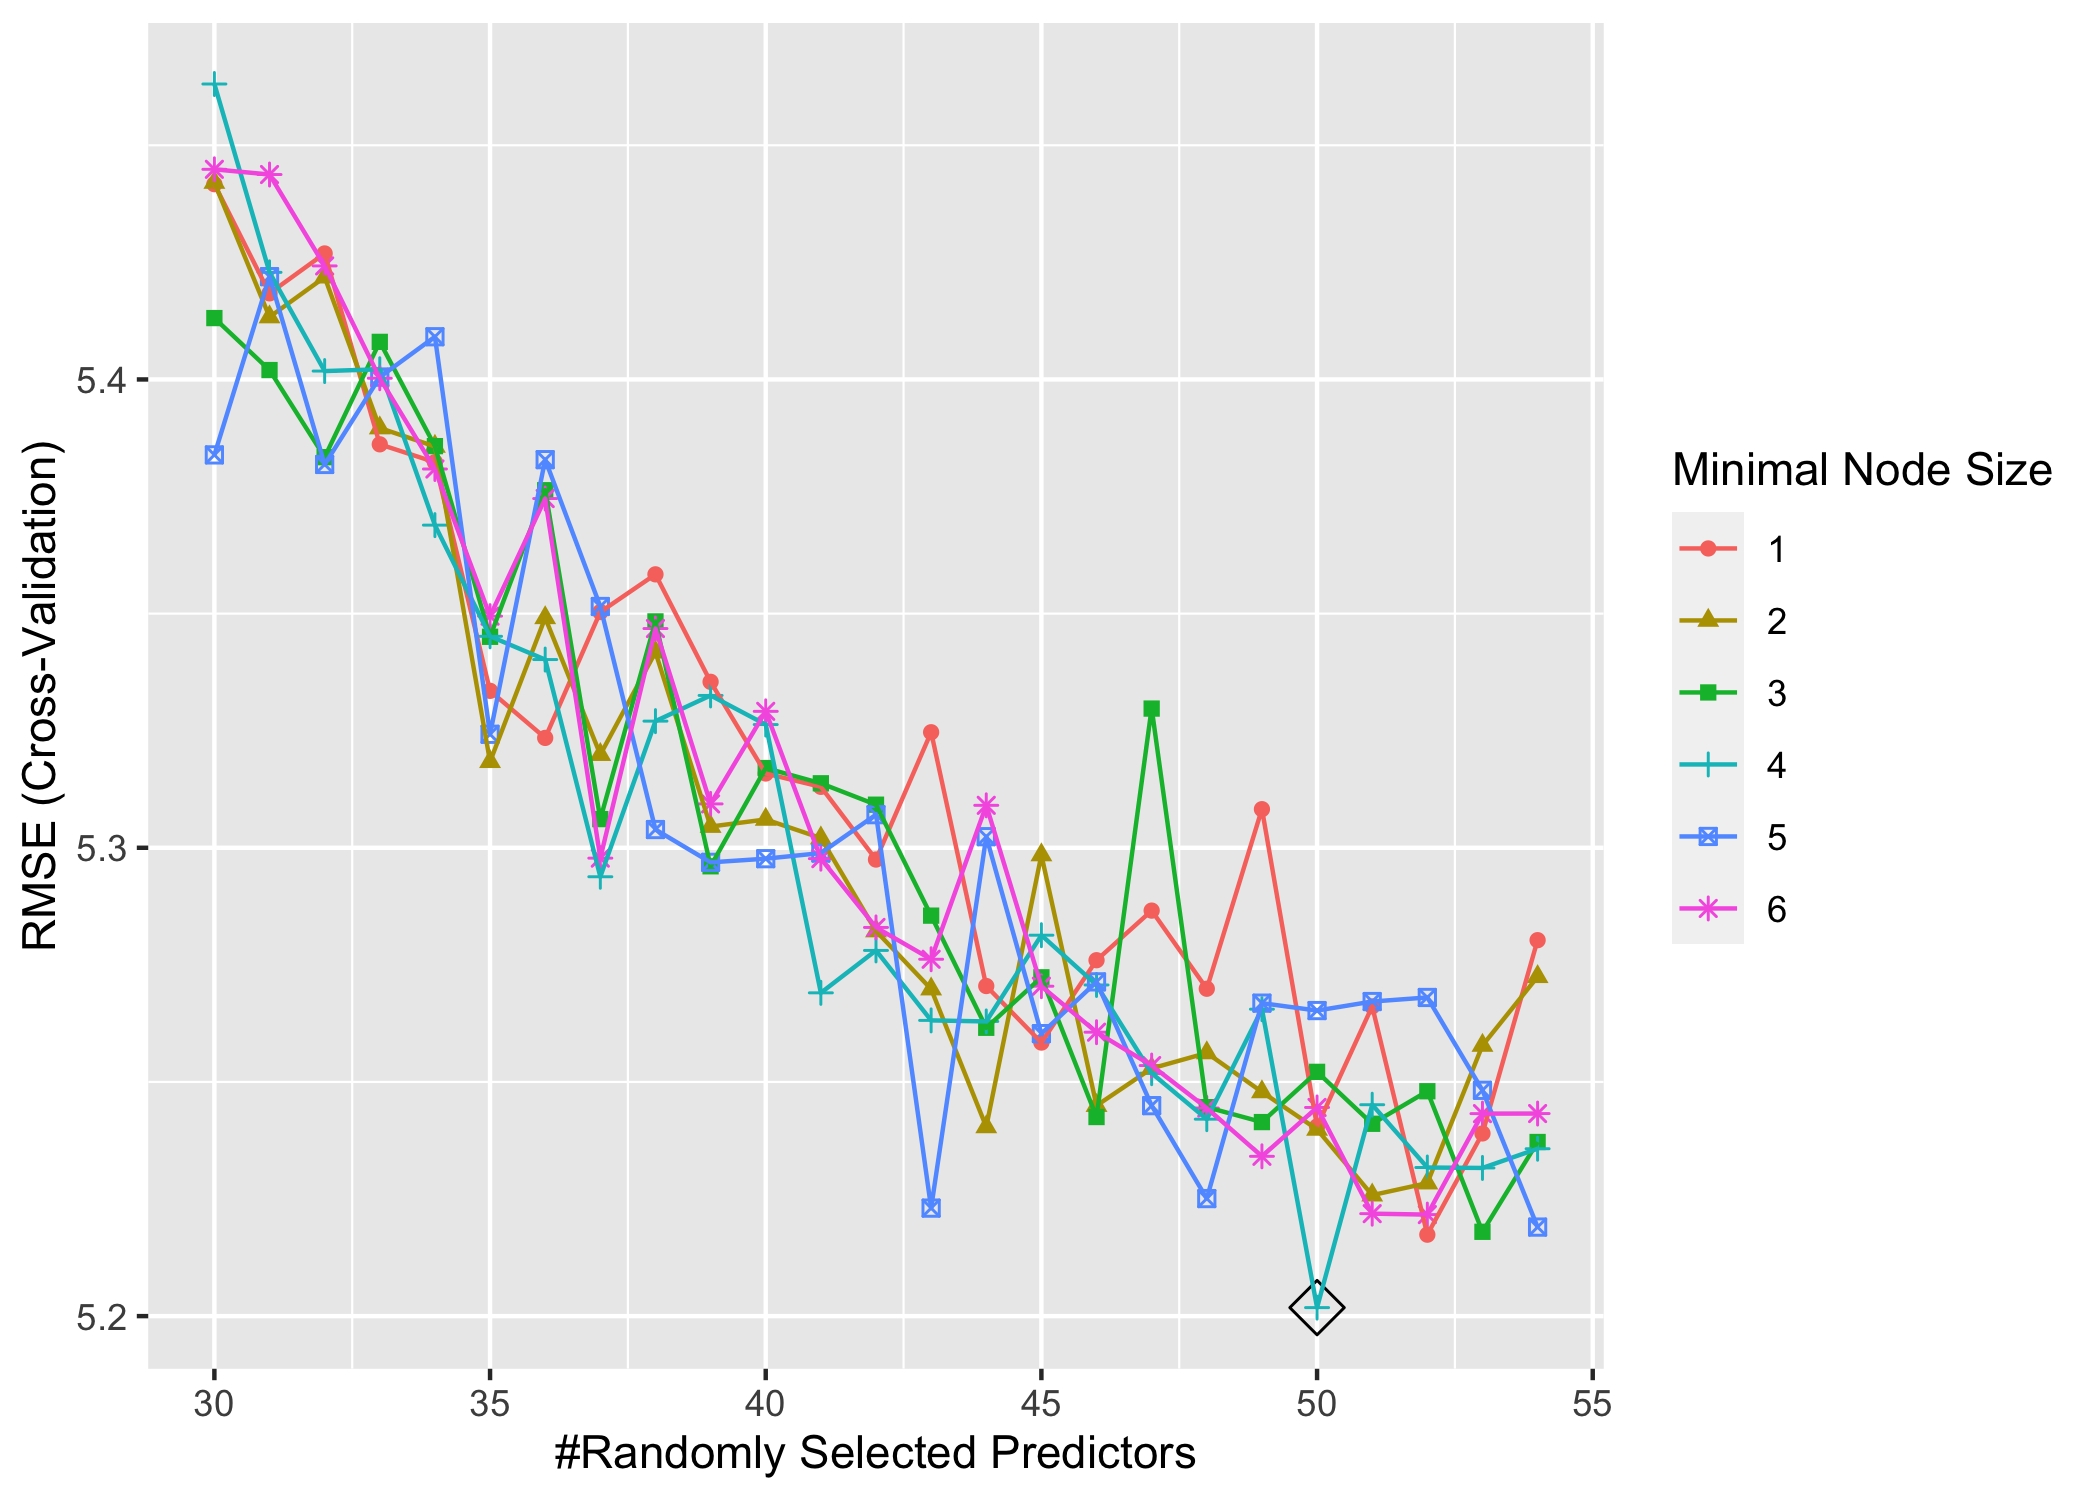 RMSE (Cross-Validation)
5.4
5.3
5.2
30 35 40 45 50 55
#Randomly Selected Predictors
Minimal Node Size
1
2
3
4
5
6